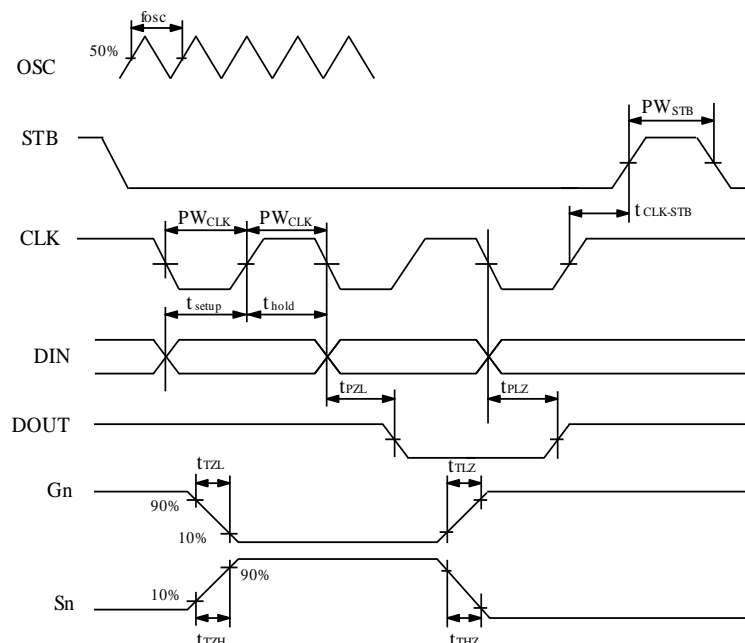 fosc
50%
OSC
PWSTB
STB
tCLK-STB
PWCLK PWCLK
CLK
tsetup thold
DIN
tPZL tPLZ
DOUT
tTZL tTLZ
Gn
90%
10%
90%
10%
Sn
tTZH tTHZ